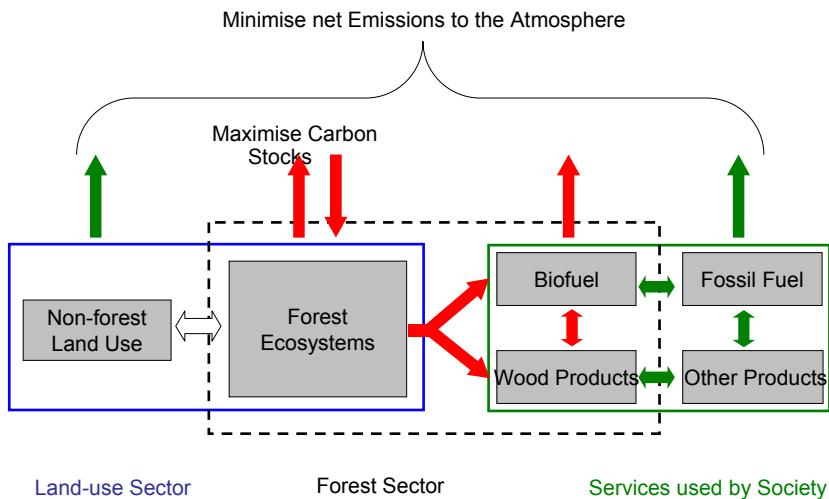 Minimise net Emissions to the Atmosphere
Maximise Carbon
Stocks
Non-forest
Land Use
Forest
Ecosystems
Biofuel
Fossil Fuel
Wood Products
Other Products
Land-use Sector
Forest Sector
Services used by Society